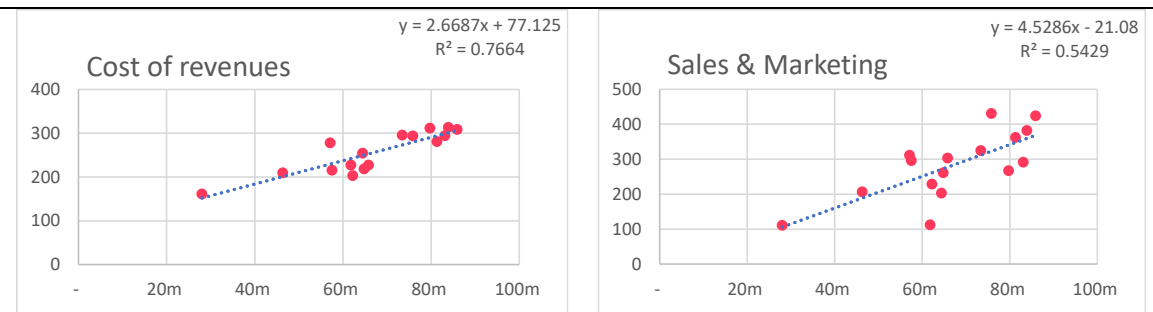 y = 2.6687x + 77.125
R² = 0.7664
Cost of revenues
400
300
200
100
0
- 20m 40m 60m 80m 100m
y = 4.5286x - 21.08
R² = 0.5429
Sales & Marketing
500
400
300
200
100
0
- 20m 40m 60m 80m 100m